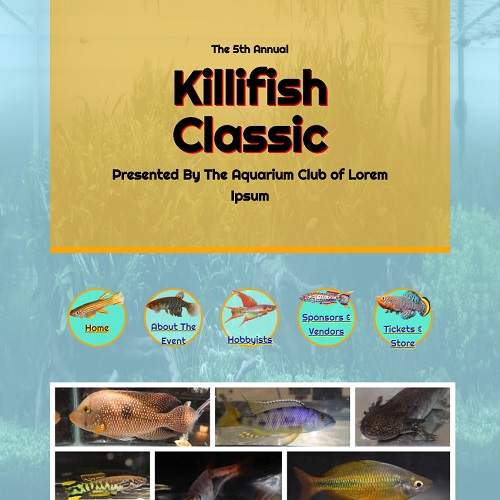 The 5th Annual
Killifish
Classic
Presented By The Aquarium Club of Lorem
Ipsum
Home
About The
Event
Hobbyists
Sponsors &
Vendors
Tickets &
Store